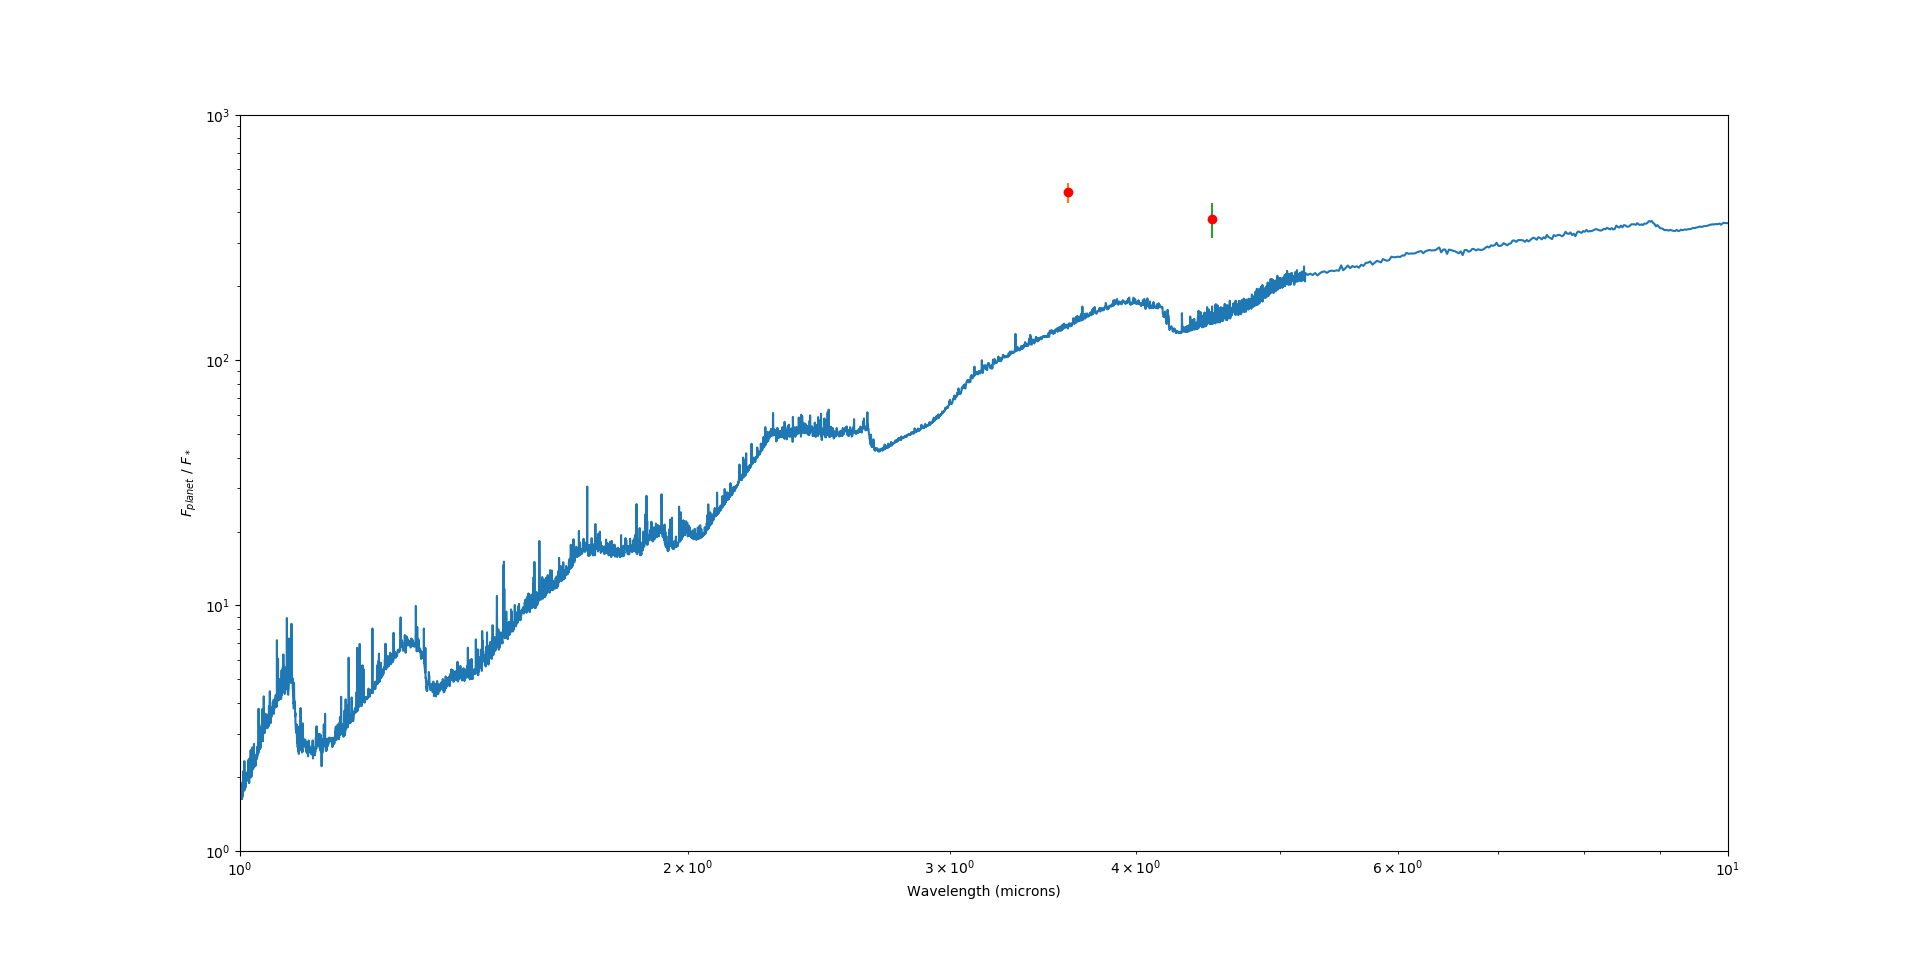 10³
10²
10¹
10⁰
F_planet / F_*
10⁰
2 × 10⁰
3 × 10⁰
4 × 10⁰
6 × 10⁰
10¹
Wavelength (microns)